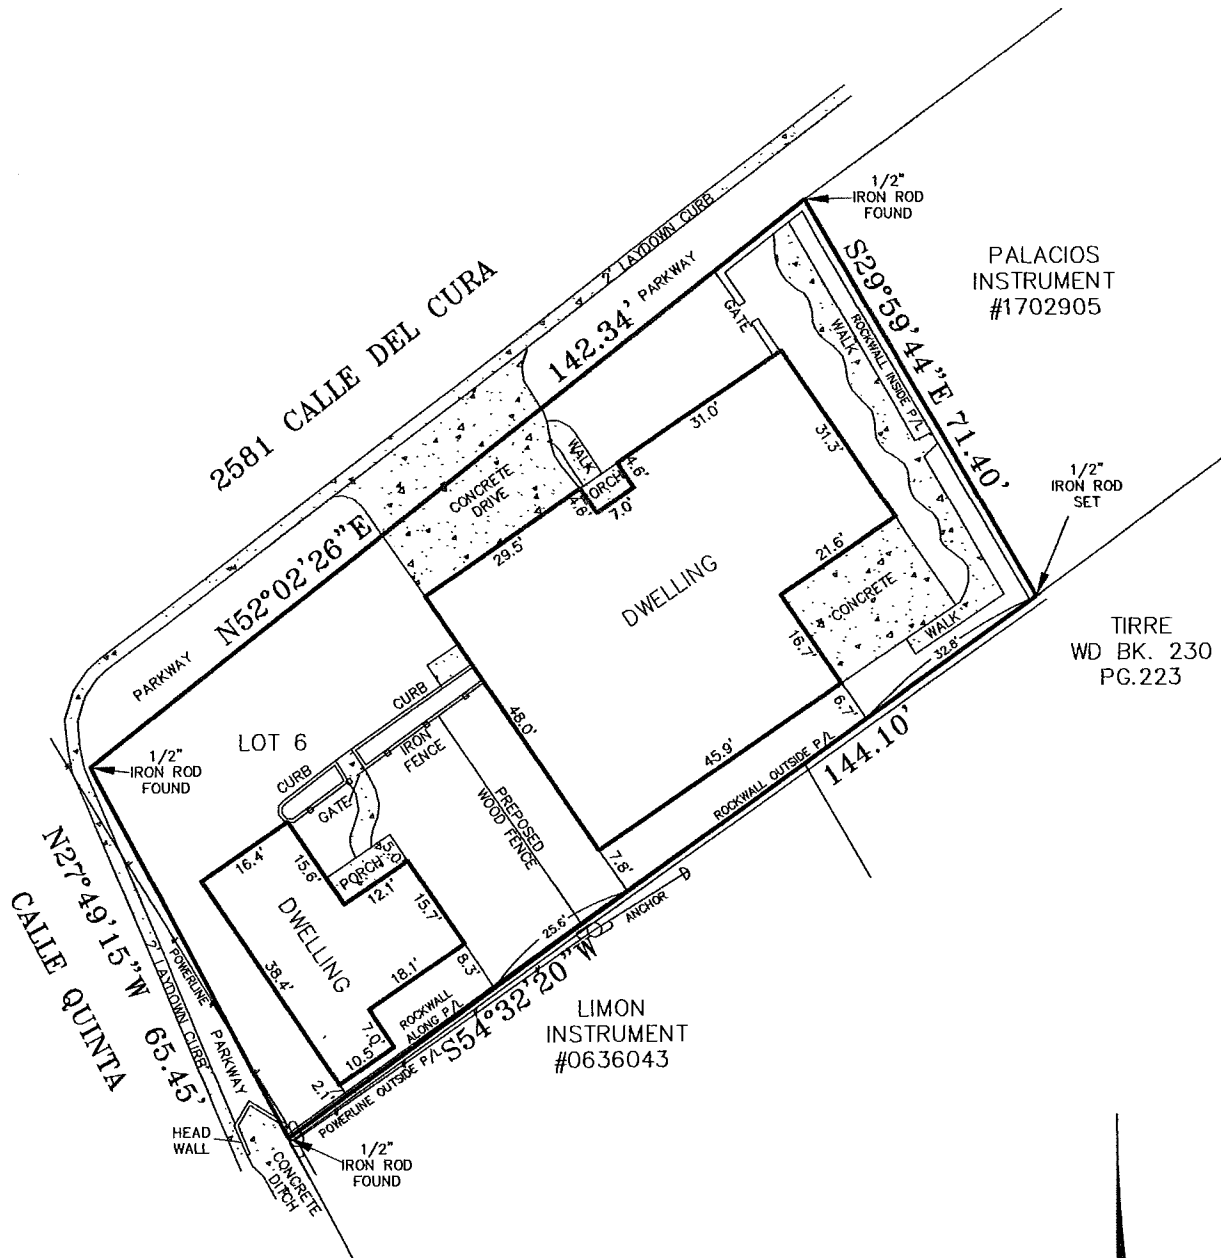 1/2"
IRON ROD
FOUND
2' LAYDOWN CURB
PARKWAY
2581 CALLE DEL CURA
142.34'
N52°02'26"E
PARKWAY
S29°59'44"E 71.40'
PALACIOS
INSTRUMENT
#1702905
GATE
WALK
ROCKWALL INSIDE P/L
31.0'
31.3'
WALK
4.6'
PORCH
4.8'
7.0'
CONCRETE
DRIVE
29.5'
1/2"
IRON ROD
SET
21.6'
DWELLING
CONCRETE
16.7'
WALK
32.8'
TIRRE
WD BK. 230
PG.223
6.7'
48.0'
45.9'
144.10'
ROCKWALL OUTSIDE P/L
CURB
LOT 6
IRON
FENCE
1/2"
IRON ROD
FOUND
CURB
GATE
PREPOSED
WOOD FENCE
7.8'
16.4'
15.6'
5.0'
PORCH
12.1'
15.7'
ANCHOR
25.6'
DWELLING
38.4'
18.1'
8.3'
7.0'
10.5'
2.1'
ROCKWALL
ALONG P/L
S54°32'20"W
POWERLINE OUTSIDE P/L
LIMON
INSTRUMENT
#0636043
N27°49'15"W 65.45'
CALLE QUINTA
POWERLINE
2' LAYDOWN CURB
PARKWAY
HEAD
WALL
CONCRETE
DITCH
1/2"
IRON ROD
FOUND